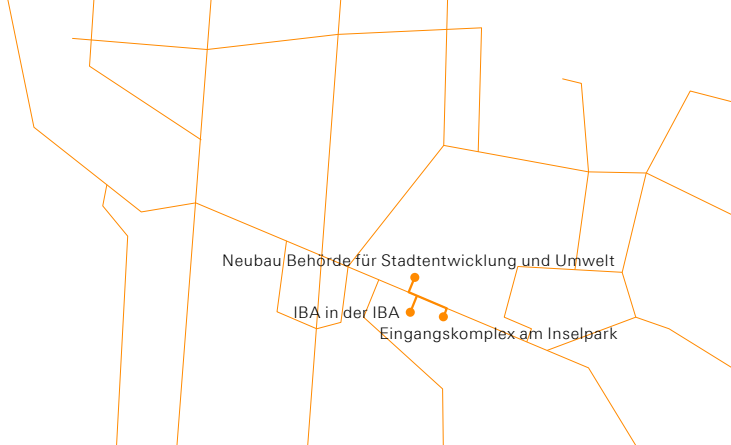 Neubau Behörde für Stadtentwicklung und Umwelt
IBA in der IBA
Eingangskomplex am Inselpark